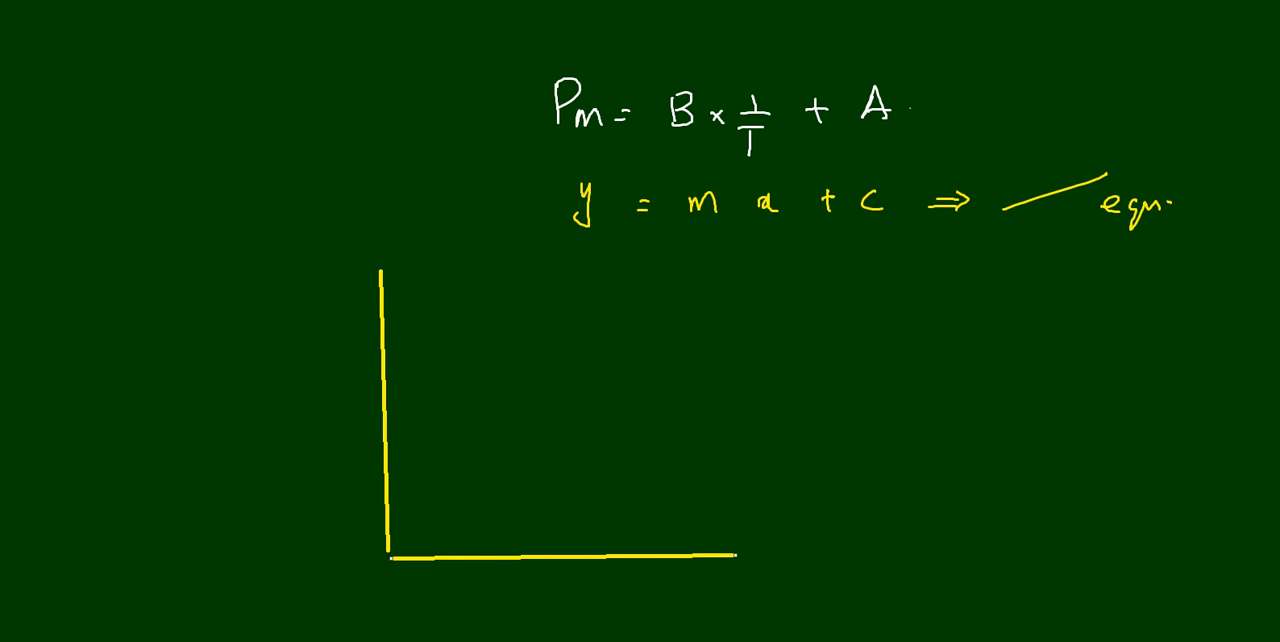 Pm = B × 1/T + A
y = m x + c ⇒ eqn.